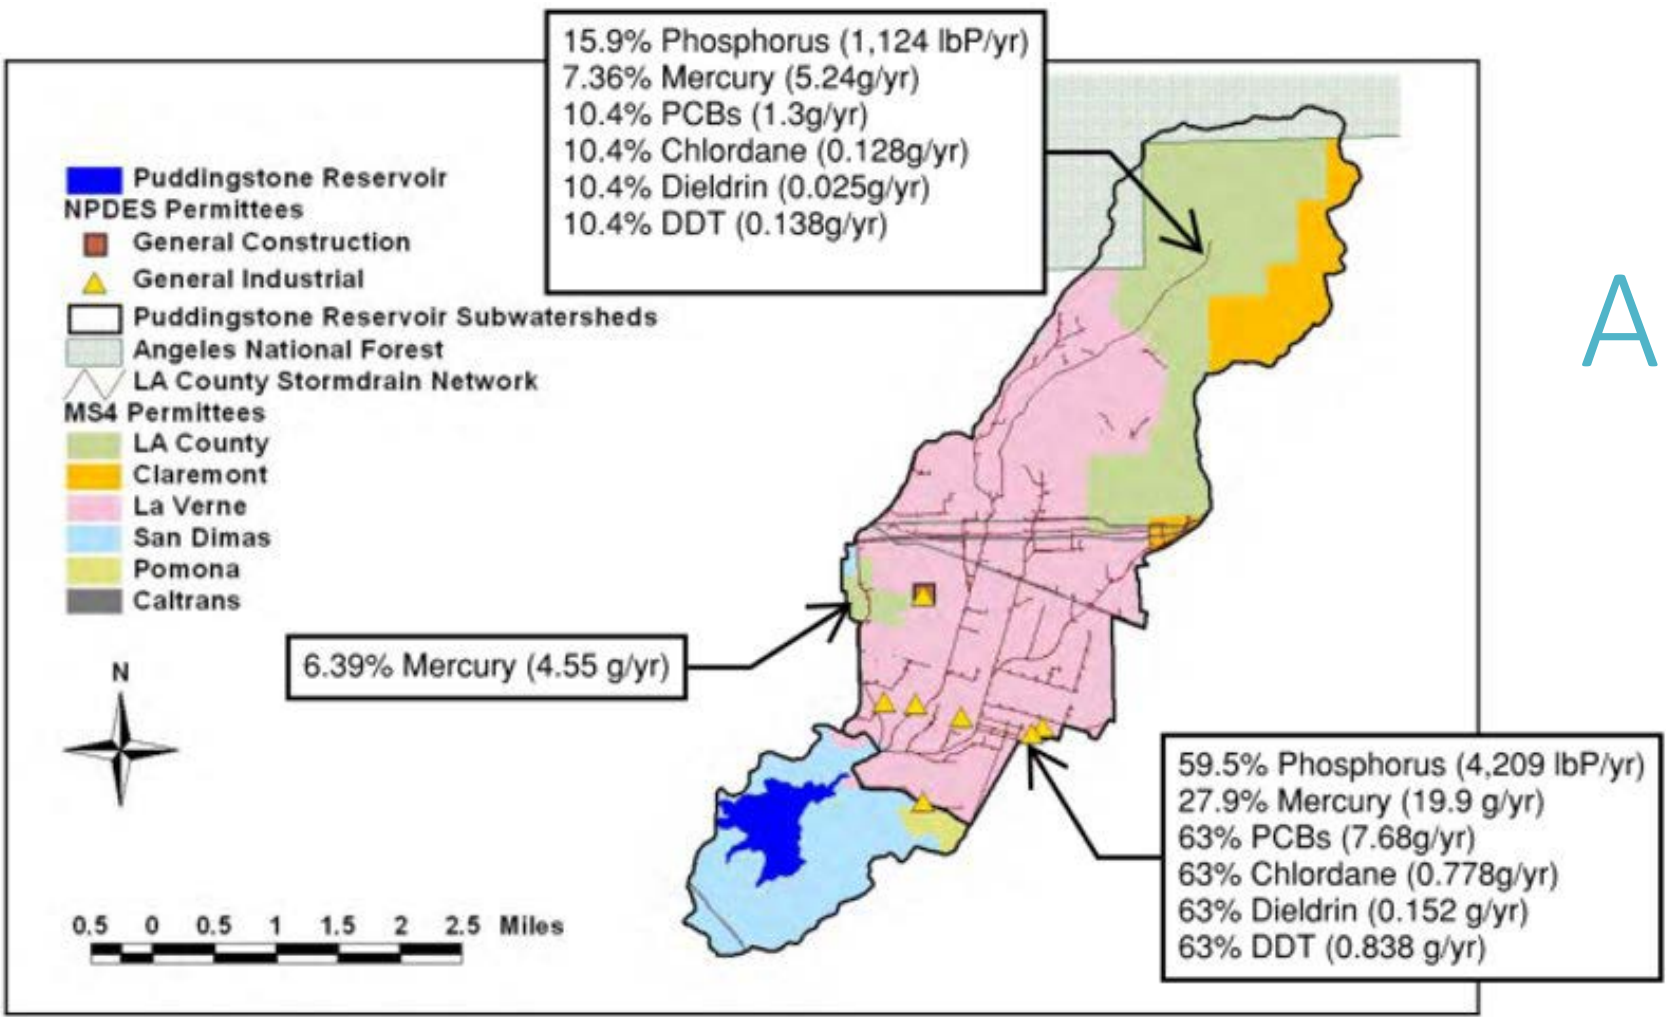 15.9% Phosphorus (1,124 lbP/yr)
7.36% Mercury (5.24g/yr)
10.4% PCBs (1.3g/yr)
10.4% Chlordane (0.128g/yr)
10.4% Dieldrin (0.025g/yr)
10.4% DDT (0.138g/yr)
Puddingstone Reservoir
NPDES Permittees
General Construction
General Industrial
Puddingstone Reservoir Subwatersheds
Angeles National Forest
LA County Stormdrain Network
MS4 Permittees
LA County
Claremont
La Verne
San Dimas
Pomona
Caltrans
A
6.39% Mercury (4.55 g/yr)
N
59.5% Phosphorus (4,209 lbP/yr)
27.9% Mercury (19.9 g/yr)
63% PCBs (7.68g/yr)
63% Chlordane (0.778g/yr)
63% Dieldrin (0.152 g/yr)
63% DDT (0.838 g/yr)
0.5 0 0.5 1 1.5 2 2.5 Miles